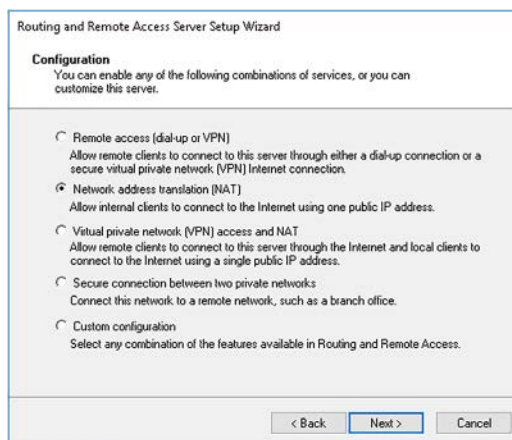 Routing and Remote Access Server Setup Wizard
Configuration
You can enable any of the following combinations of services, or you can
customize this server.
Remote access (dial-up or VPN)
Allow remote clients to connect to this server through either a dial-up connection or a
secure virtual private network (VPN) Internet connection.
Network address translation (NAT)
Allow internal clients to connect to the Internet using one public IP address.
Virtual private network (VPN) access and NAT
Allow remote clients to connect to this server through the Internet and local clients to
connect to the Internet using a single public IP address.
Secure connection between two private networks
Connect this network to a remote network, such as a branch office.
Custom configuration
Select any combination of the features available in Routing and Remote Access.
< Back Next > Cancel